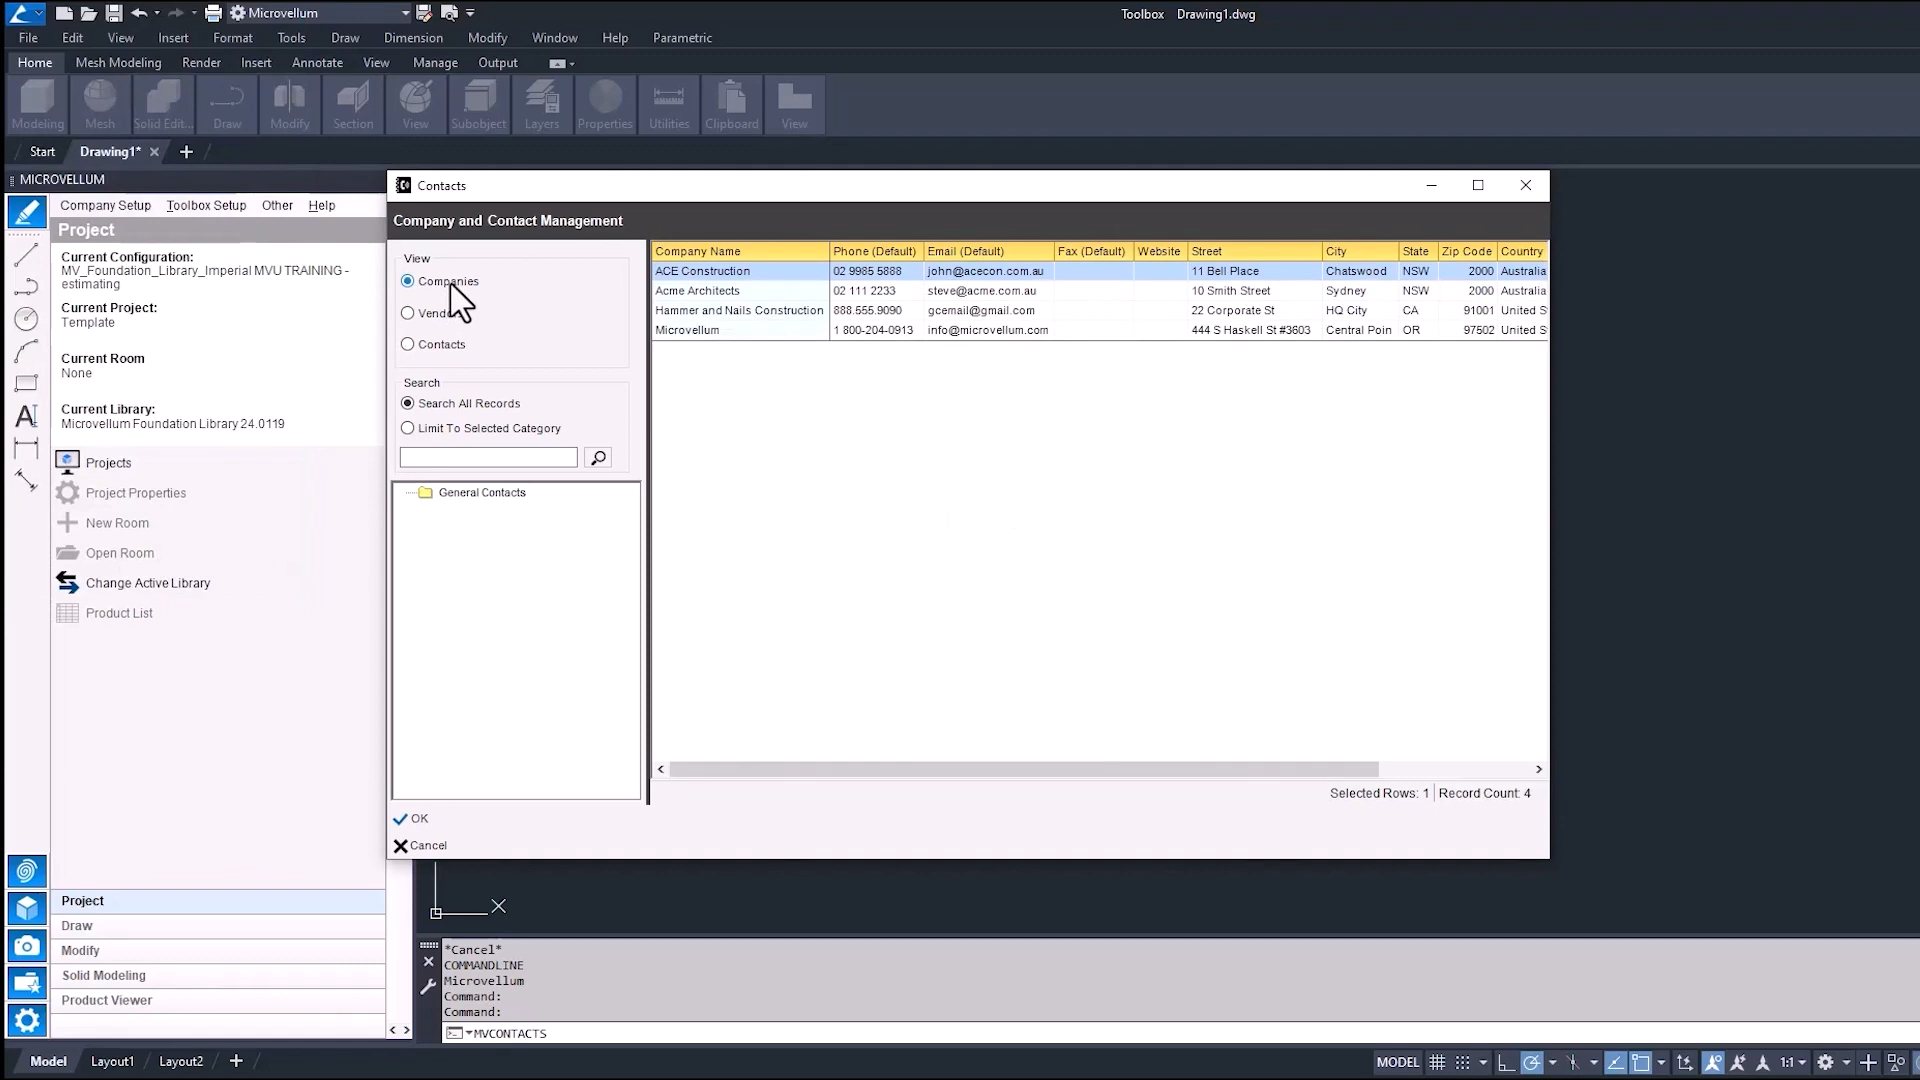 Microvellum
Toolbox Drawing1.dwg
File Edit View Insert Format Tools Draw Dimension Modify Window Help Parametric
Home Mesh Modeling Render Insert Annotate View Manage Output
Modeling Mesh Solid Edit... Draw Modify Section View Subobject Layers Properties Utilities Clipboard View
Start Drawing1*
MICROVELLUM
Company Setup Toolbox Setup Other Help
Project
Current Configuration:
MV_Foundation_Library_Imperial MVU TRAINING -
estimating
Current Project:
Template
Current Room
None
Current Library:
Microvellum Foundation Library 24.0119
Projects
Project Properties
New Room
Open Room
Change Active Library
Product List
Project
Draw
Modify
Solid Modeling
Product Viewer
Contacts
Company and Contact Management
View
Companies
Contacts
Search
Search All Records
Limit To Selected Category
General Contacts
OK
Cancel
Company Name Phone (Default) Email (Default) Fax (Default) Website Street City State Zip Code Country
ACE Construction 02 9985 5888 john@acecon.com.au 11 Bell Place Chatswood NSW 2000 Australia
Acme Architects 02 111 2233 steve@acme.com.au 10 Smith Street Sydney NSW 2000 Australia
Hammer and Nails Construction 888.555.9090 gcemail@gmail.com 22 Corporate St HQ City CA 91001 United S
Microvellum 1 800-204-0913 info@microvellum.com 444 S Haskell St #3603 Central Poin OR 97502 United S
Selected Rows: 1 Record Count: 4
*Cancel*
COMMANDLINE
Microvellum
Command:
Command:
MVCONTACTS
Model Layout1 Layout2
MODEL 1:1